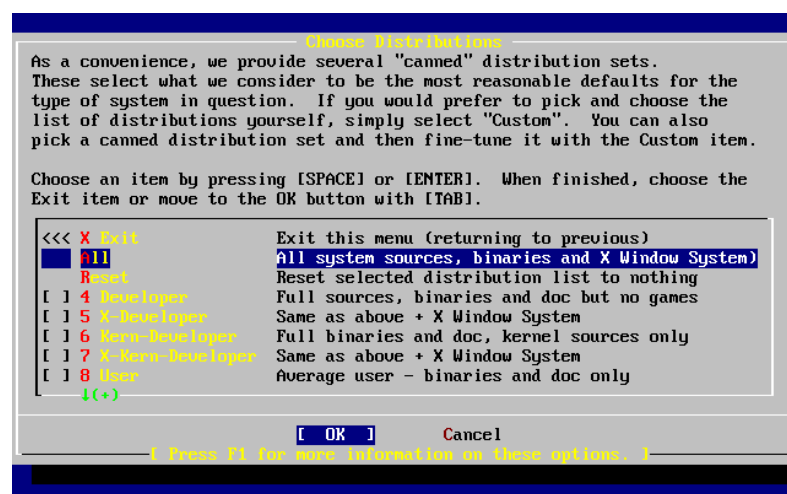 Choose Distributions
As a convenience, we provide several "canned" distribution sets.
These select what we consider to be the most reasonable defaults for the
type of system in question.  If you would prefer to pick and choose the
list of distributions yourself, simply select "Custom".  You can also
pick a canned distribution set and then fine-tune it with the Custom item.
Choose an item by pressing [SPACE] or [ENTER].  When finished, choose the
Exit item or move to the OK button with [TAB].
<<< X Exit Exit this menu (returning to previous)
All All system sources, binaries and X Window System)
Reset Reset selected distribution list to nothing
[ ] 4 Developer Full sources, binaries and doc but no games
[ ] 5 X-Developer Same as above + X Window System
[ ] 6 Kern-Developer Full binaries and doc, kernel sources only
[ ] 7 X-Kern-Developer Same as above + X Window System
[ ] 8 User Average user - binaries and doc only
↓(+)
[ OK ] Cancel
[ Press F1 for more information on these options. ]